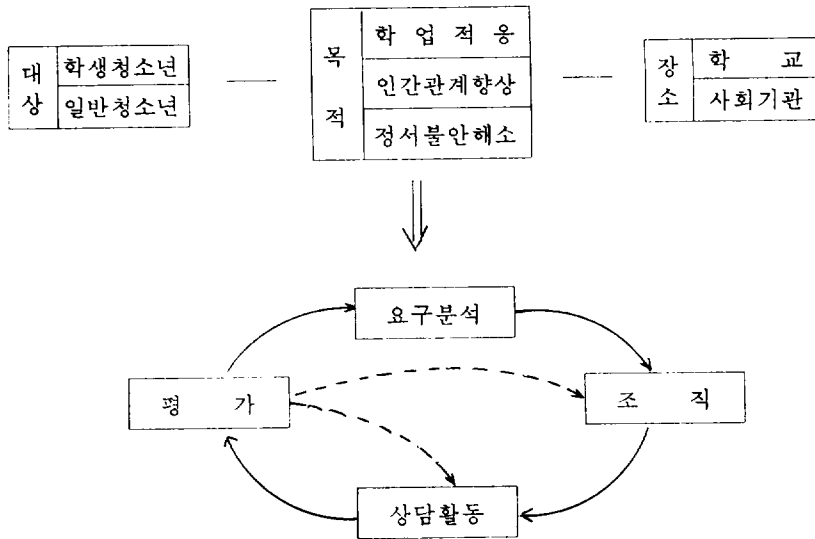 대상
학생청소년
일반청소년
목적
학 업 적 응
인간관계향상
정서불안해소
장소
학 교
사회기관
요구분석
평 가
조 직
상담활동